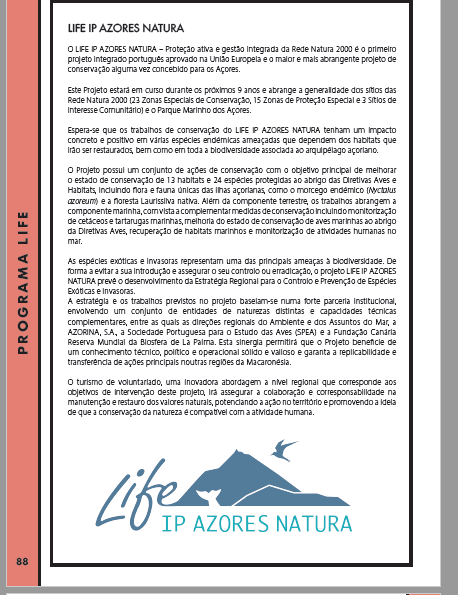 LIFE IP AZORES NATURA
O LIFE IP AZORES NATURA – Proteção ativa e gestão integrada da Rede Natura 2000 é o primeiro
projeto integrado português aprovado na União Europeia e o maior e mais abrangente projeto de
conservação alguma vez concebido para os Açores.
Este Projeto estará em curso durante os próximos 9 anos e abrange a generalidade dos sítios das
Rede Natura 2000 (23 Zonas Especiais de Conservação, 15 Zonas de Proteção Especial e 3 Sítios de
Interesse Comunitário) e o Parque Marinho dos Açores.
Espera-se que os trabalhos de conservação do LIFE IP AZORES NATURA tenham um impacto
concreto e positivo em várias espécies endémicas ameaçadas que dependem dos habitats que
irão ser restaurados, bem como em toda a biodiversidade associada ao arquipélago açoriano.
O Projeto possui um conjunto de ações de conservação com o objetivo principal de melhorar
o estado de conservação de 13 habitats e 24 espécies protegidas ao abrigo das Diretivas Aves e
Habitats, incluindo flora e fauna únicas das ilhas açorianas, como o morcego endémico (Nyctalus
azoreum) e a floresta Laurissilva nativa. Além da componente terrestre, os trabalhos abrangem a
componente marinha, com vista a complementar medidas de conservação incluindo monitorização
de cetáceos e tartarugas marinhas, melhoria do estado de conservação de aves marinhas ao abrigo
da Diretivas Aves, recuperação de habitats marinhos e monitorização de atividades humanas no
mar.
As espécies exóticas e invasoras representam uma das principais ameaças à biodiversidade. De
forma a evitar a sua introdução e assegurar o seu controlo ou erradicação, o projeto LIFE IP AZORES
NATURA prevê o desenvolvimento da Estratégia Regional para o Controlo e Prevenção de Espécies
Exóticas e Invasoras.
A estratégia e os trabalhos previstos no projeto baseiam-se numa forte parceria institucional,
envolvendo um conjunto de entidades de naturezas distintas e capacidades técnicas
complementares, entre as quais as direções regionais do Ambiente e dos Assuntos do Mar, a
AZORINA, S.A., a Sociedade Portuguesa para o Estudo das Aves (SPEA) e a Fundação Canária
Reserva Mundial da Biosfera de La Palma. Esta sinergia permitirá que o Projeto beneficie de
um conhecimento técnico, político e operacional sólido e valioso e garanta a replicabilidade e
transferência de ações principais noutras regiões da Macaronésia.
O turismo de voluntariado, uma inovadora abordagem a nível regional que corresponde aos
objetivos de intervenção deste projeto, irá assegurar a colaboração e corresponsabilidade na
manutenção e restauro dos valores naturais, potenciando a ação no território e promovendo a ideia
de que a conservação da natureza é compatível com a atividade humana.
Life
IP AZORES NATURA
PROGRAMA LIFE
88